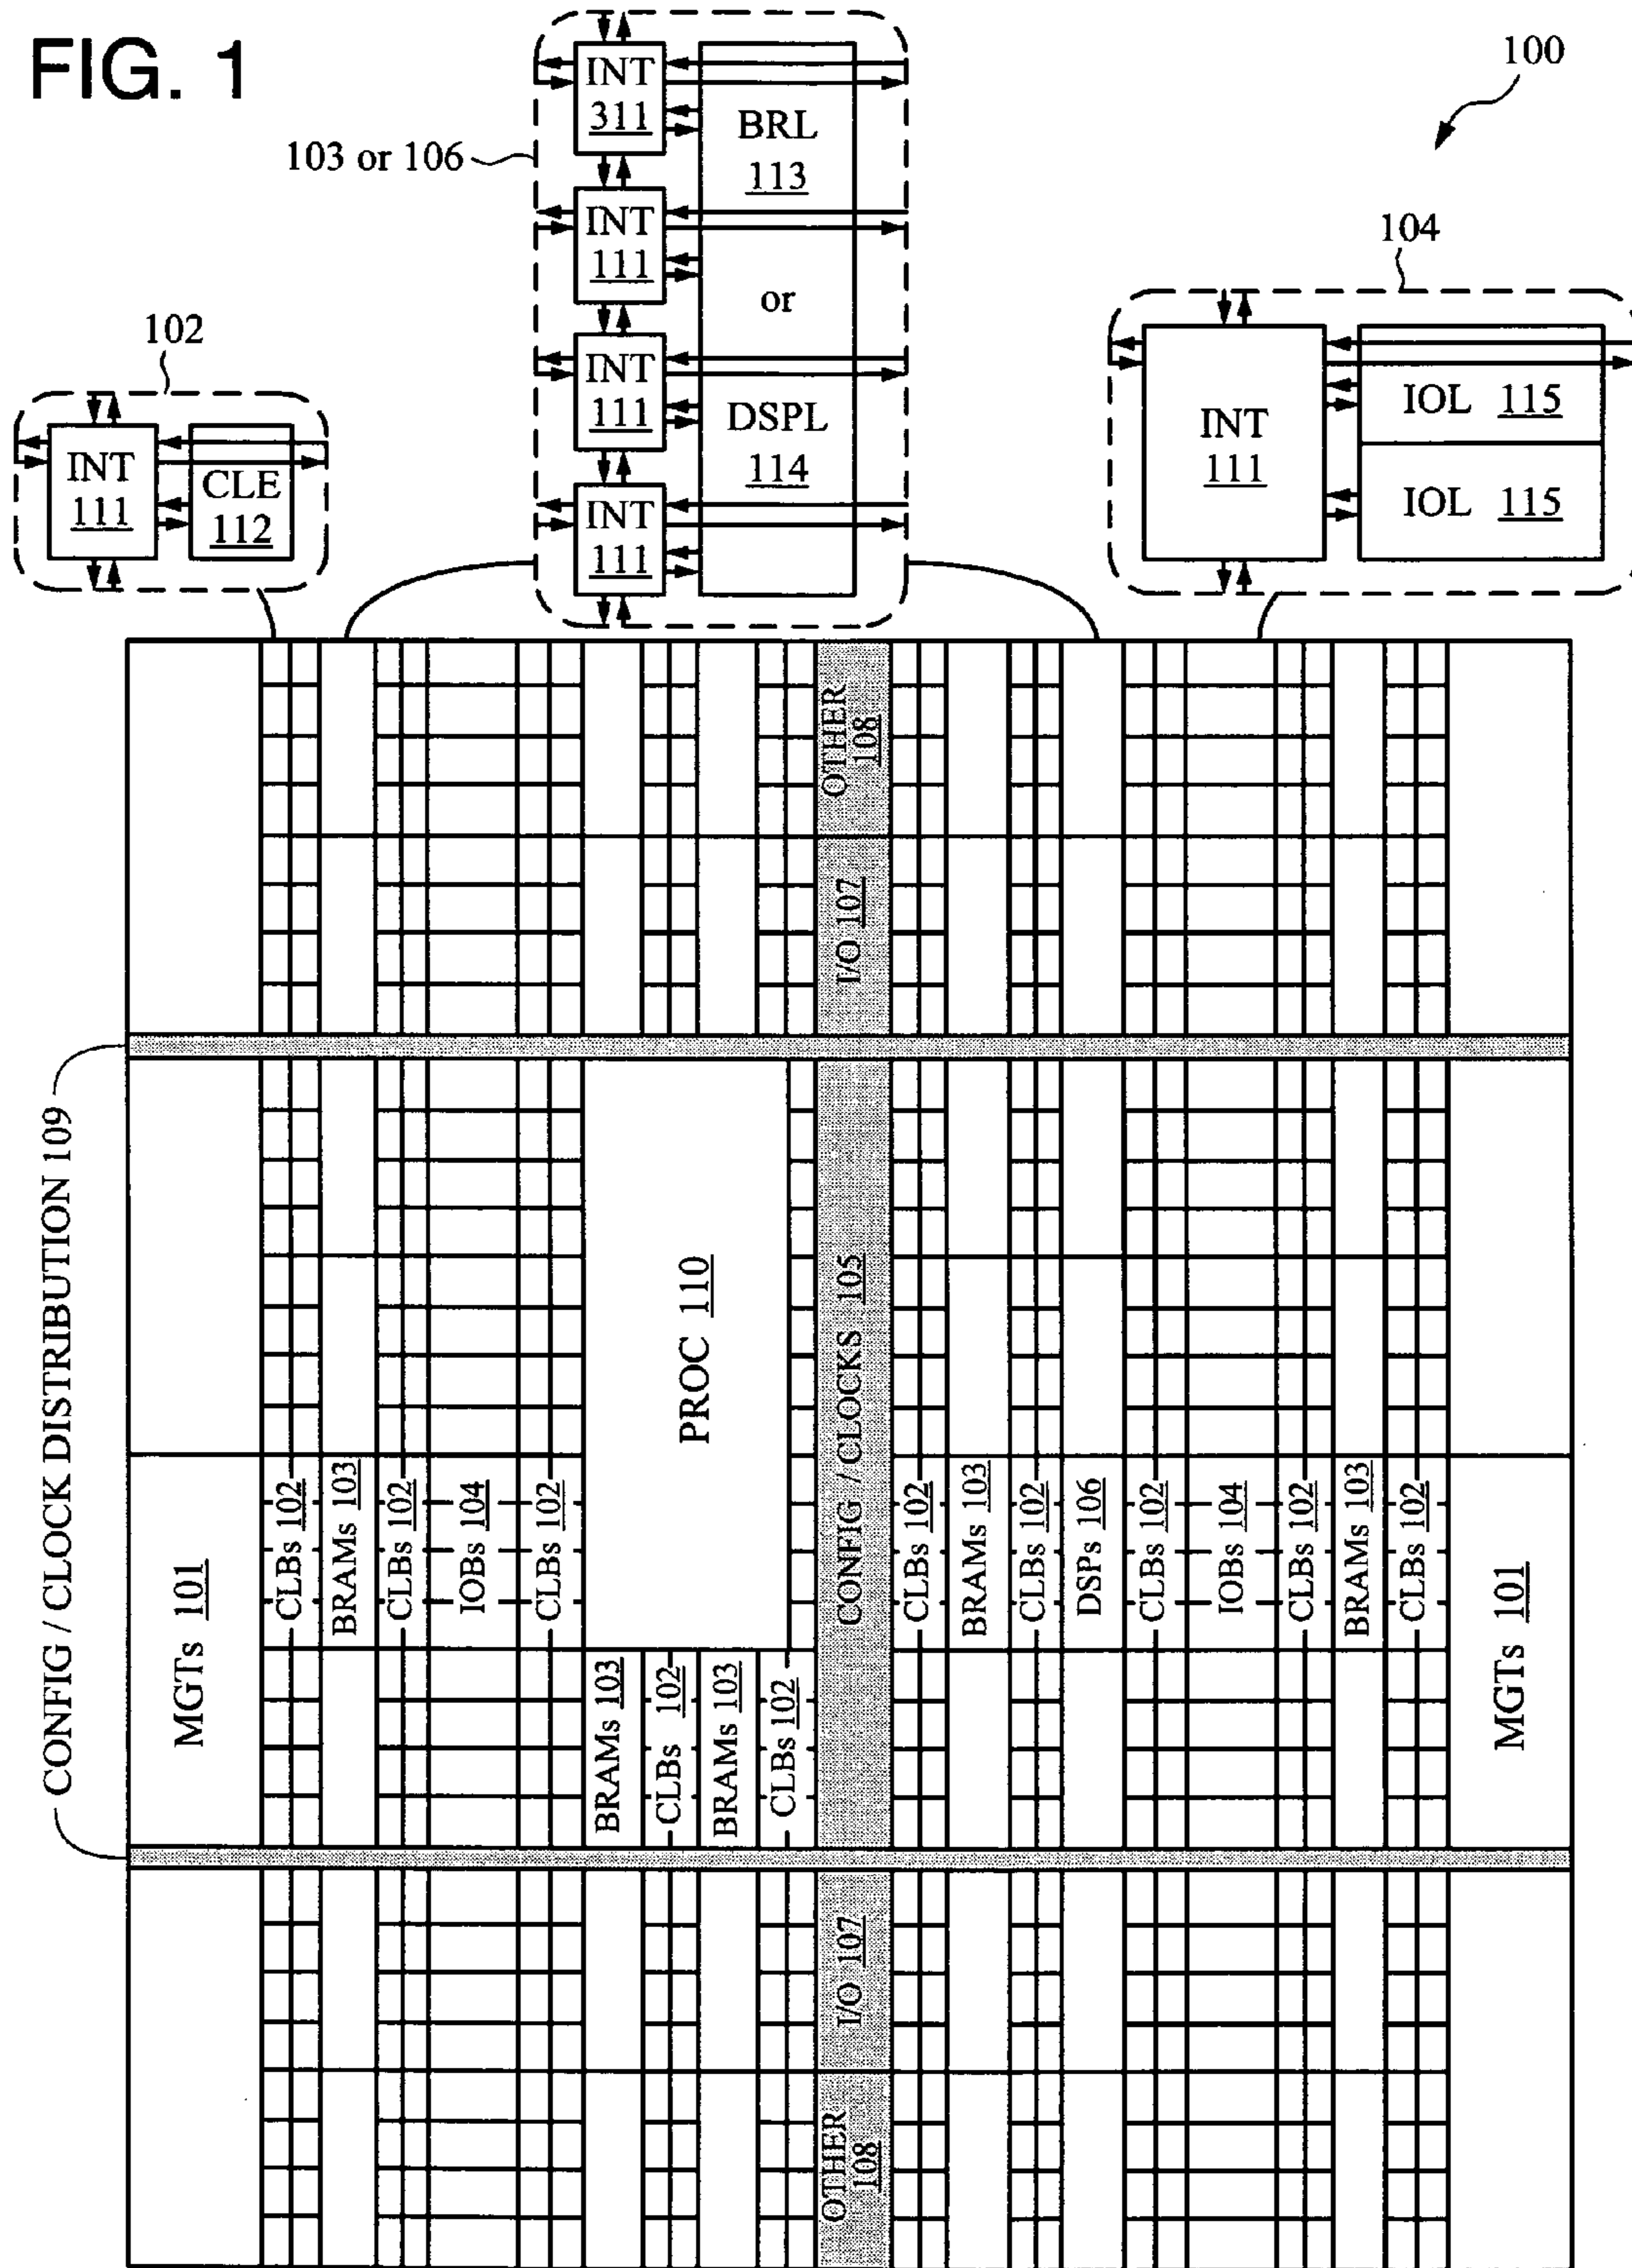 FIG. 1
100
103 or 106
INT
311
BRL
113
INT
111
or
INT
111
DSPL
114
INT
111
102
INT
111
CLE
112
104
INT
111
IOL 115
IOL 115
OTHER
108
I/O 107
CONFIG / CLOCK DISTRIBUTION 109
PROC 110
CONFIG / CLOCKS 105
MGTs 101
CLBs 102
BRAMs 103
CLBs 102
IOBs 104
CLBs 102
BRAMs 103
CLBs 102
BRAMs 103
CLBs 102
CLBs 102
BRAMs 103
CLBs 102
DSPs 106
CLBs 102
IOBs 104
CLBs 102
BRAMs 103
CLBs 102
MGTs 101
I/O 107
OTHER
108